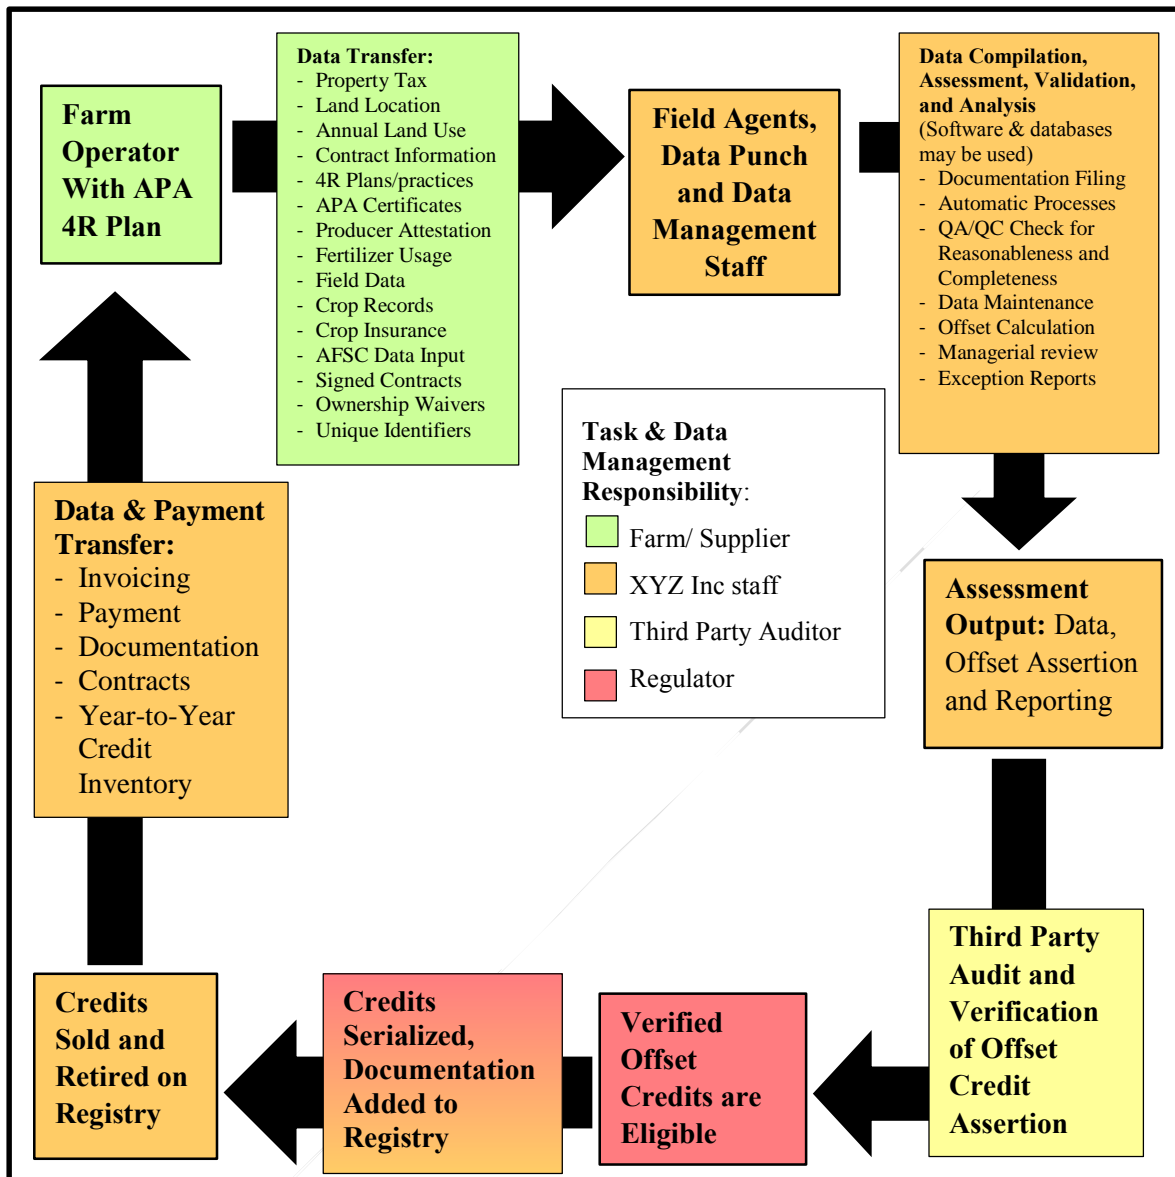 Farm
Operator
With APA
4R Plan
Data Transfer:
- Property Tax
- Land Location
- Annual Land Use
- Contract Information
- 4R Plans/practices
- APA Certificates
- Producer Attestation
- Fertilizer Usage
- Field Data
- Crop Records
- Crop Insurance
- AFSC Data Input
- Signed Contracts
- Ownership Waivers
- Unique Identifiers
Field Agents,
Data Punch
and Data
Management
Staff
Data Compilation,
Assessment, Validation,
and Analysis
(Software & databases
may be used)
- Documentation Filing
- Automatic Processes
- QA/QC Check for
Reasonableness and
Completeness
- Data Maintenance
- Offset Calculation
- Managerial review
- Exception Reports
Task & Data
Management
Responsibility:
Farm/ Supplier
XYZ Inc staff
Third Party Auditor
Regulator
Assessment
Output: Data,
Offset Assertion
and Reporting
Third Party
Audit and
Verification
of Offset
Credit
Assertion
Verified
Offset
Credits are
Eligible
Credits
Serialized,
Documentation
Added to
Registry
Credits
Sold and
Retired on
Registry
Data & Payment
Transfer:
- Invoicing
- Payment
- Documentation
- Contracts
- Year-to-Year
Credit
Inventory